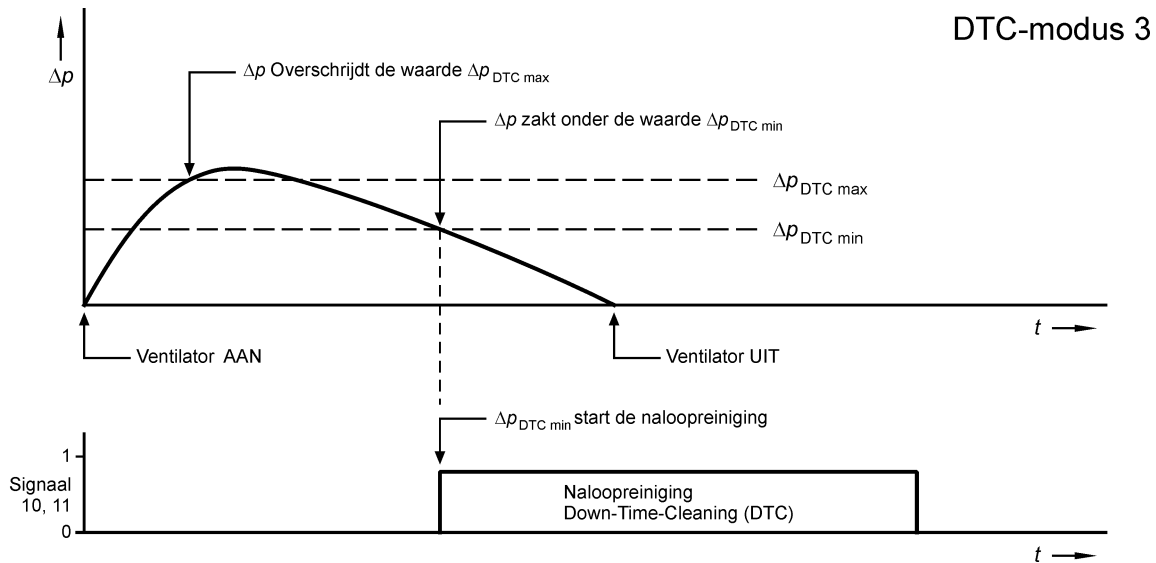 DTC-modus 3
Δp
Δp Overschrijdt de waarde Δp DTC max
Δp zakt onder de waarde Δp DTC min
Δp DTC max
Δp DTC min
t
Ventilator AAN
Ventilator UIT
Δp DTC min start de naloopreiniging
1
Signaal
10, 11
0
Naloopreiniging
Down-Time-Cleaning (DTC)
t